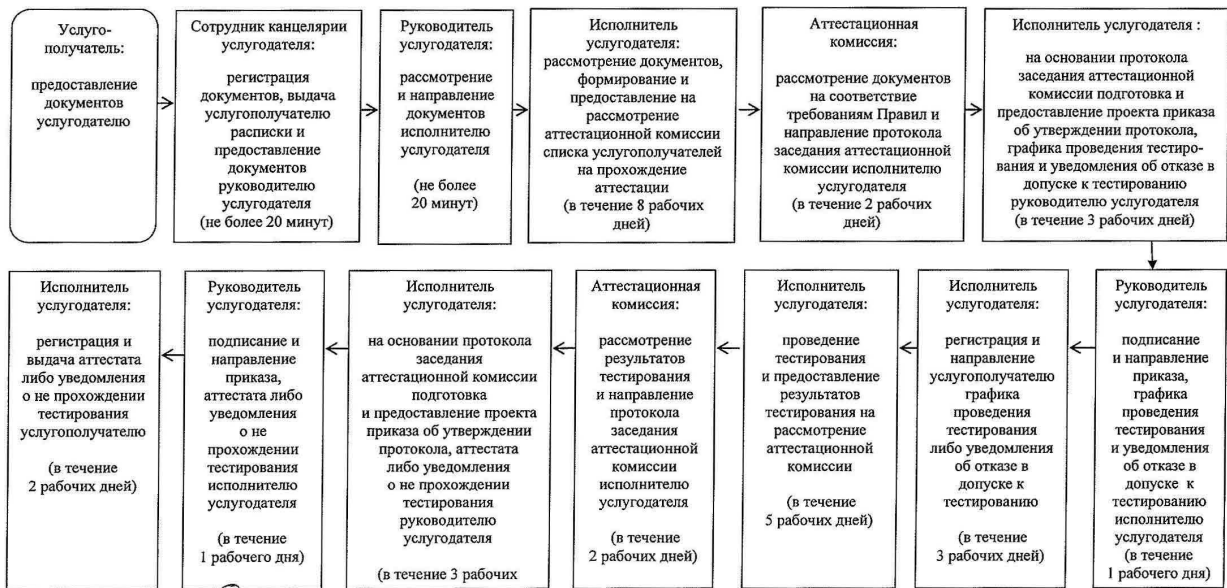 Услуго-
получатель:
предоставление
документов
услугодателю
Сотрудник канцелярии
услугодателя:
регистрация
документов, выдача
услугополучателю
расписки и
предоставление
документов
руководителю
услугодателя
(не более 20 минут)
Руководитель
услугодателя:
рассмотрение
и направление
документов
исполнителю
услугодателя
(не более
20 минут)
Исполнитель
услугодателя:
рассмотрение документов,
формирование и
предоставление на
рассмотрение
аттестационной комиссии
списка услугополучателей
на прохождение
аттестации
(в течение 8 рабочих
дней)
Аттестационная
комиссия:
рассмотрение документов
на соответствие
требованиям Правил и
направление протокола
заседания аттестационной
комиссии исполнителю
услугодателя
(в течение 2 рабочих
дней)
Исполнитель услугодателя :
на основании протокола
заседания аттестационной
комиссии подготовка и
предоставление проекта приказа
об утверждении протокола,
графика проведения тестиро-
вания и уведомления об отказе в
допуске к тестированию
руководителю услугодателя
(в течение 3 рабочих дней)
Руководитель
услугодателя:
подписание
и направление
приказа,
графика
проведения
тестирования
и уведомления
об отказе в
допуске к
тестированию
исполнителю
услугодателя
(в течение
1 рабочего дня)
Исполнитель
услугодателя:
регистрация и
направление
услугополучателю
графика
проведения
тестирования
либо уведомления
об отказе в
допуске к
тестированию
(в течение
3 рабочих дней)
Исполнитель
услугодателя:
проведение
тестирования
и предоставление
результатов
тестирования на
рассмотрение
аттестационной
комиссии
(в течение
5 рабочих дней)
Аттестационная
комиссия:
рассмотрение
результатов
тестирования
и направление
протокола
заседания
аттестационной
комиссии
исполнителю
услугодателя
(в течение
2 рабочих дней)
Исполнитель
услугодателя:
на основании протокола
заседания
аттестационной комиссии
подготовка
и предоставление проекта
приказа об утверждении
протокола, аттестата
либо уведомления
о не прохождении
тестирования
руководителю
услугодателя
(в течение 3 рабочих
Руководитель
услугодателя:
подписание и
направление
приказа,
аттестата либо
уведомления
о не
прохождении
тестирования
исполнителю
услугодателя
(в течение
1 рабочего дня)
Исполнитель
услугодателя:
регистрация и
выдача аттестата
либо уведомления
о не прохождении
тестирования
услугополучателю
(в течение
2 рабочих дней)